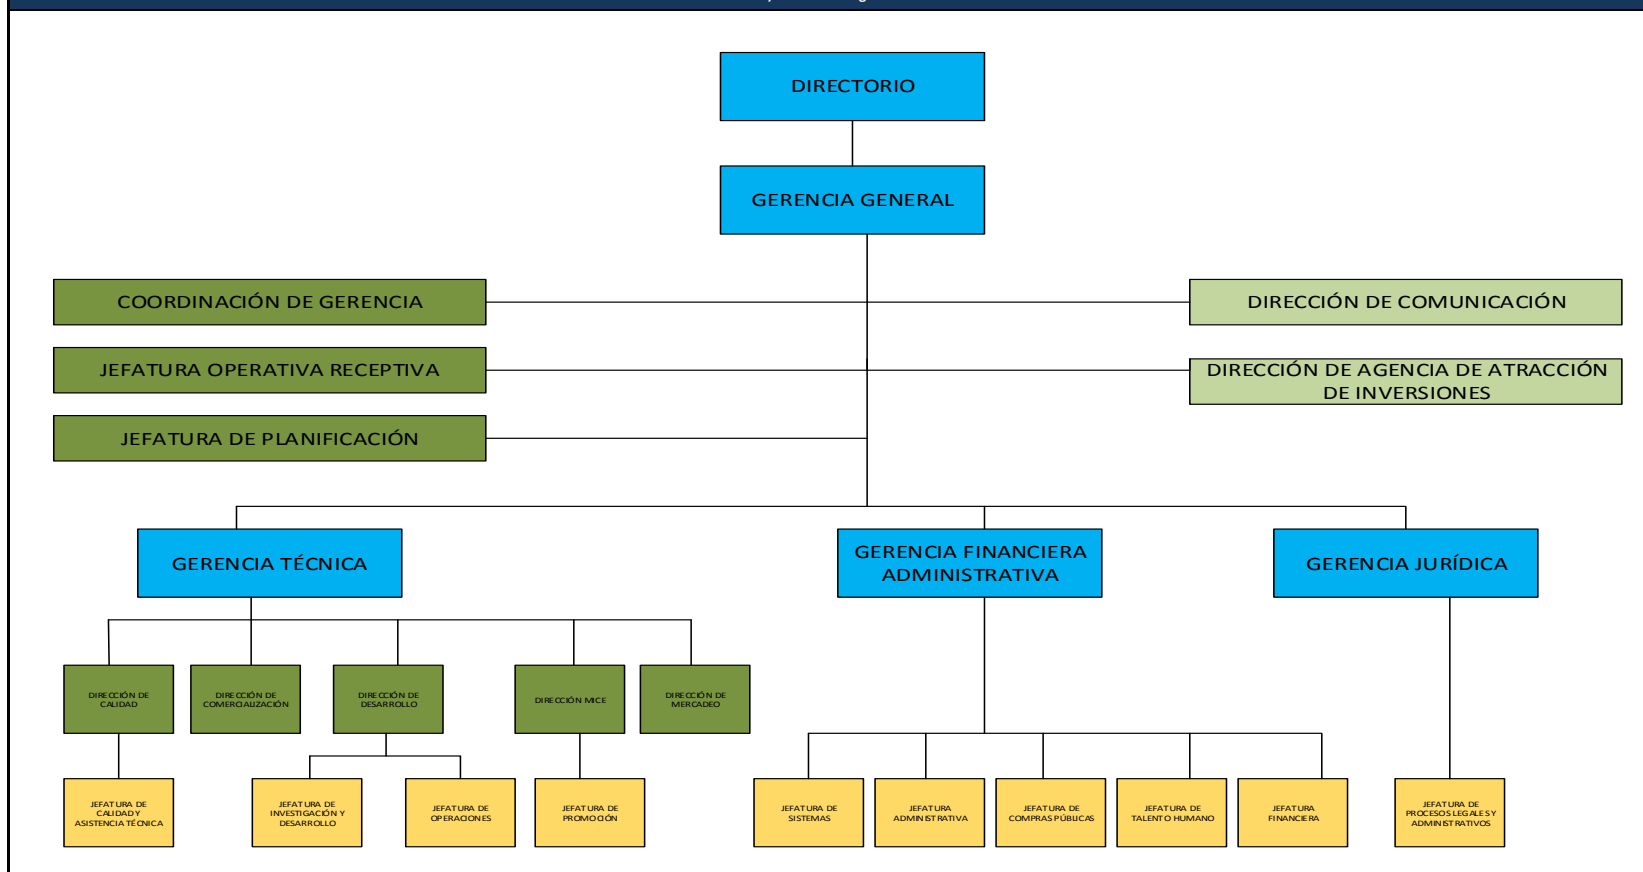 DIRECTORIO
GERENCIA GENERAL
COORDINACIÓN DE GERENCIA
DIRECCIÓN DE COMUNICACIÓN
JEFATURA OPERATIVA RECEPTIVA
DIRECCIÓN DE AGENCIA DE ATRACCIÓN
DE INVERSIONES
JEFATURA DE PLANIFICACIÓN
GERENCIA TÉCNICA
GERENCIA FINANCIERA
ADMINISTRATIVA
GERENCIA JURÍDICA
DIRECCIÓN DE
CALIDAD
DIRECCIÓN DE
COMERCIALIZACIÓN
DIRECCIÓN DE
DESARROLLO
DIRECCIÓN MICE
DIRECCIÓN DE
MERCADEO
JEFATURA DE
CALIDAD Y
ASISTENCIA TÉCNICA
JEFATURA DE
INVESTIGACIÓN Y
DESARROLLO
JEFATURA DE
OPERACIONES
JEFATURA DE
PROMOCIÓN
JEFATURA DE
SISTEMAS
JEFATURA
ADMINISTRATIVA
JEFATURA DE
COMPRAS PÚBLICAS
JEFATURA DE
TALENTO HUMANO
JEFATURA
FINANCIERA
JEFATURA DE
PROCESOS LEGALES Y
ADMINISTRATIVOS